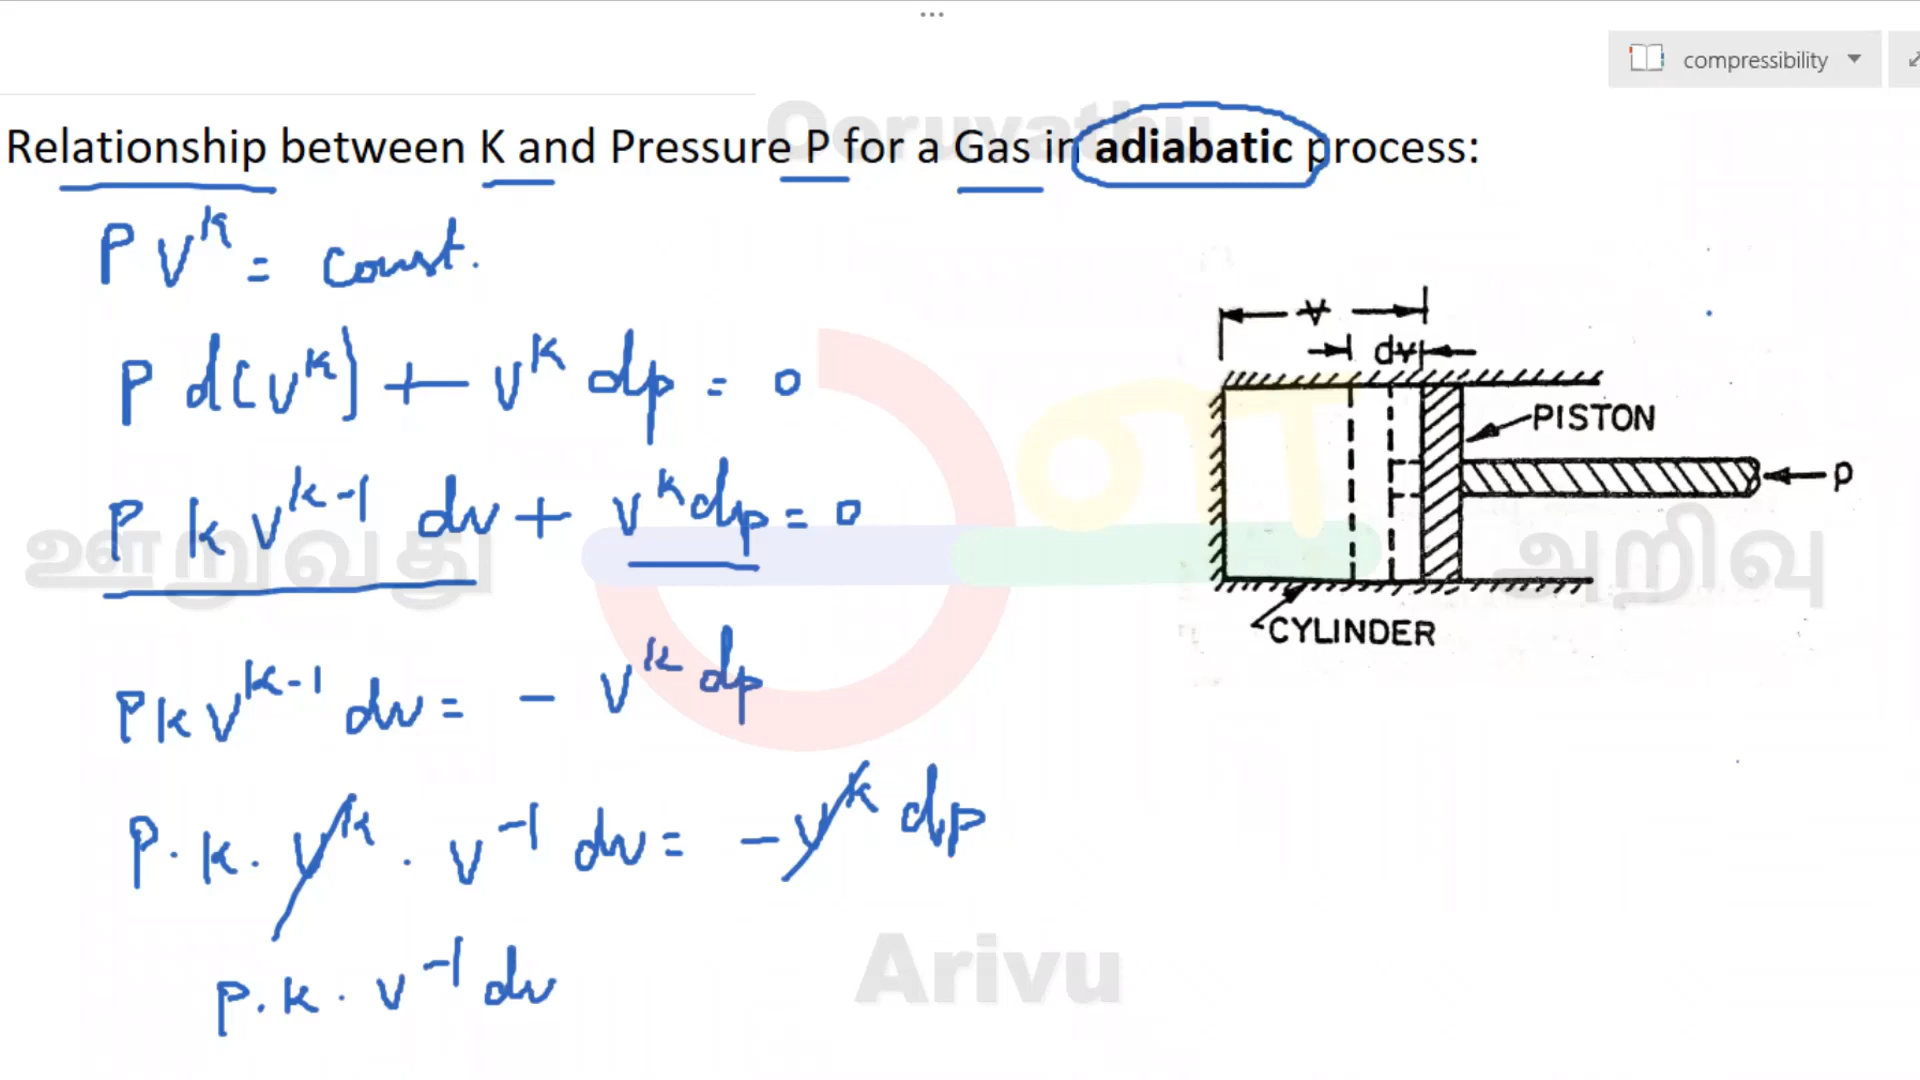 ...
compressibility
Ooruvathu
Relationship between K and Pressure P for a Gas in adiabatic process:
P V^k = const.
P d(V^k) + V^k dp = 0
P k V^k-1 dv + V^k dp = 0
ஊறுவது அறிவு
ஊ
P k V^k-1 dv = - V^k dp
P. k. V^k . V^-1 dv = - V^k dp
P. k. V^-1 dv
Arivu
V
dv
PISTON
P
CYLINDER